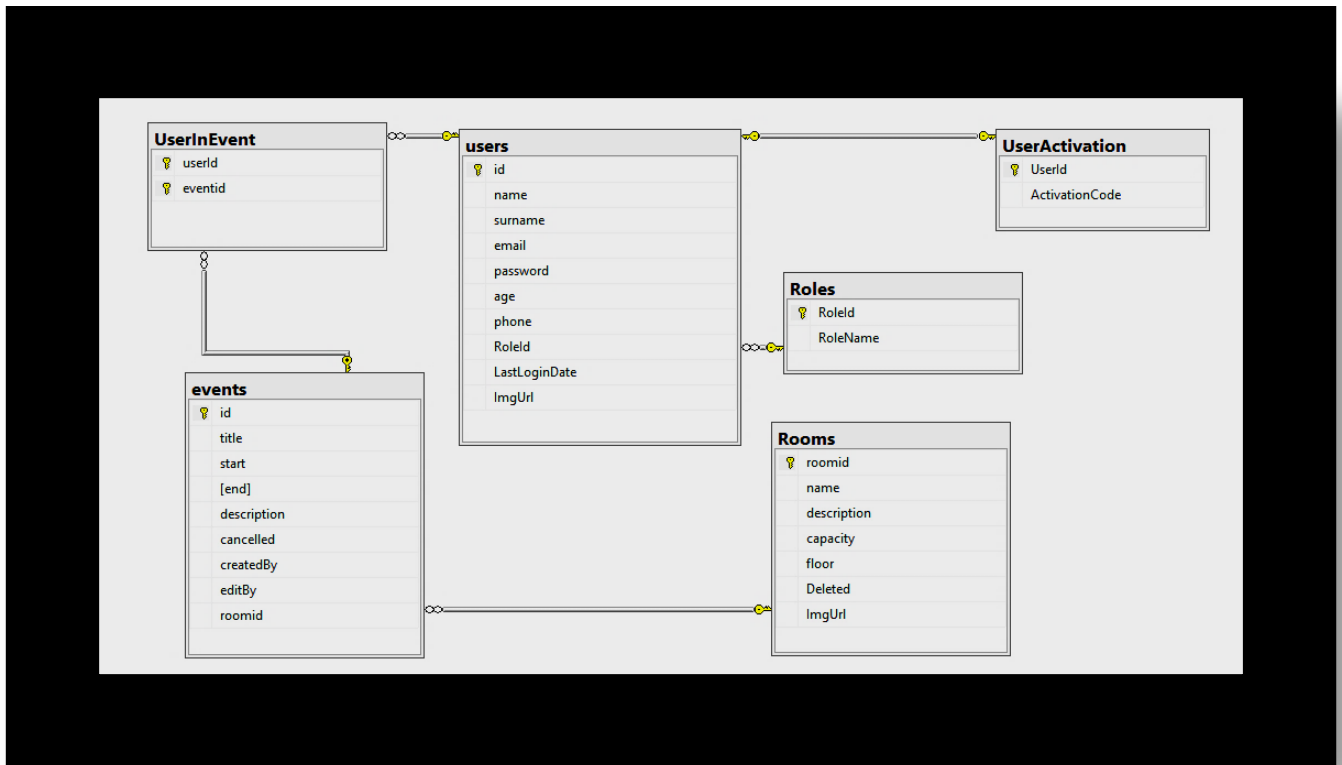 UserInEvent
userId
eventid
users
id
name
surname
email
password
age
phone
RoleId
LastLoginDate
ImgUrl
UserActivation
UserId
ActivationCode
Roles
RoleId
RoleName
events
id
title
start
[end]
description
cancelled
createdBy
editBy
roomid
Rooms
roomid
name
description
capacity
floor
Deleted
ImgUrl